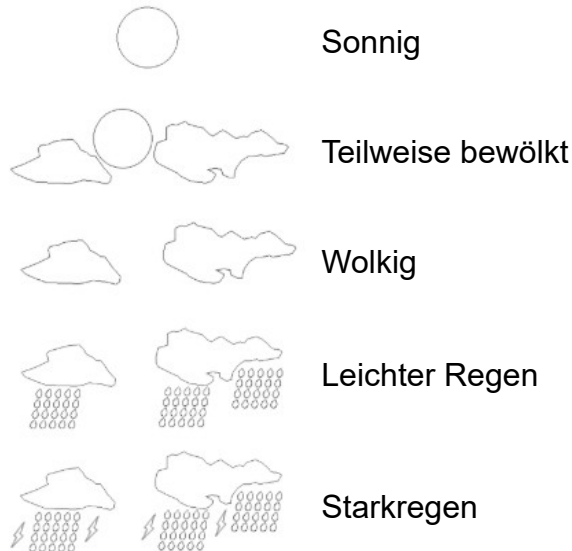 Sonnig
Teilweise bewölkt
Wolkig
Leichter Regen
Starkregen